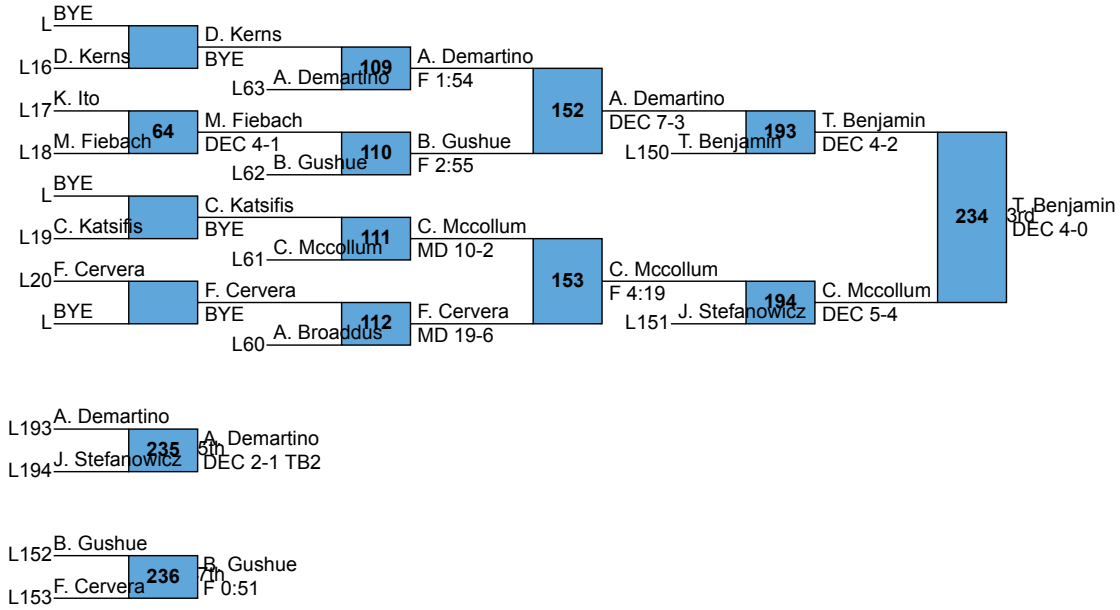 L BYE
L16 D. Kerns
D. Kerns
BYE
L63 A. Demartino
109
A. Demartino
F 1:54
L17 K. Ito
L18 M. Fiebach
64
M. Fiebach
DEC 4-1
L62 B. Gushue
110
B. Gushue
F 2:55
152
A. Demartino
DEC 7-3
L150 T. Benjamin
193
T. Benjamin
DEC 4-2
L BYE
L19 C. Katsifis
C. Katsifis
BYE
L61 C. Mccollum
111
C. Mccollum
MD 10-2
L20 F. Cervera
L BYE
F. Cervera
BYE
L60 A. Broaddus
112
F. Cervera
MD 19-6
153
C. Mccollum
F 4:19
L151 J. Stefanowicz
194
C. Mccollum
DEC 5-4
234
3rd
T. Benjamin
DEC 4-0
L193 A. Demartino
L194 J. Stefanowicz
235
5th
A. Demartino
DEC 2-1 TB2
L152 B. Gushue
L153 F. Cervera
236
7th
B. Gushue
F 0:51